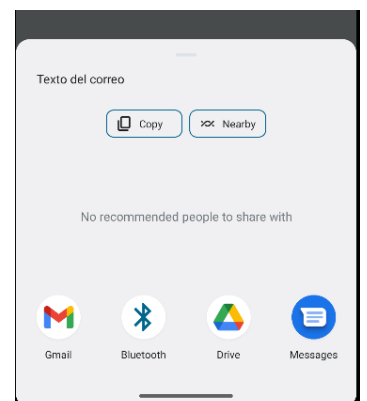 Texto del correo
Copy Nearby
No recommended people to share with
Gmail Bluetooth Drive Messages